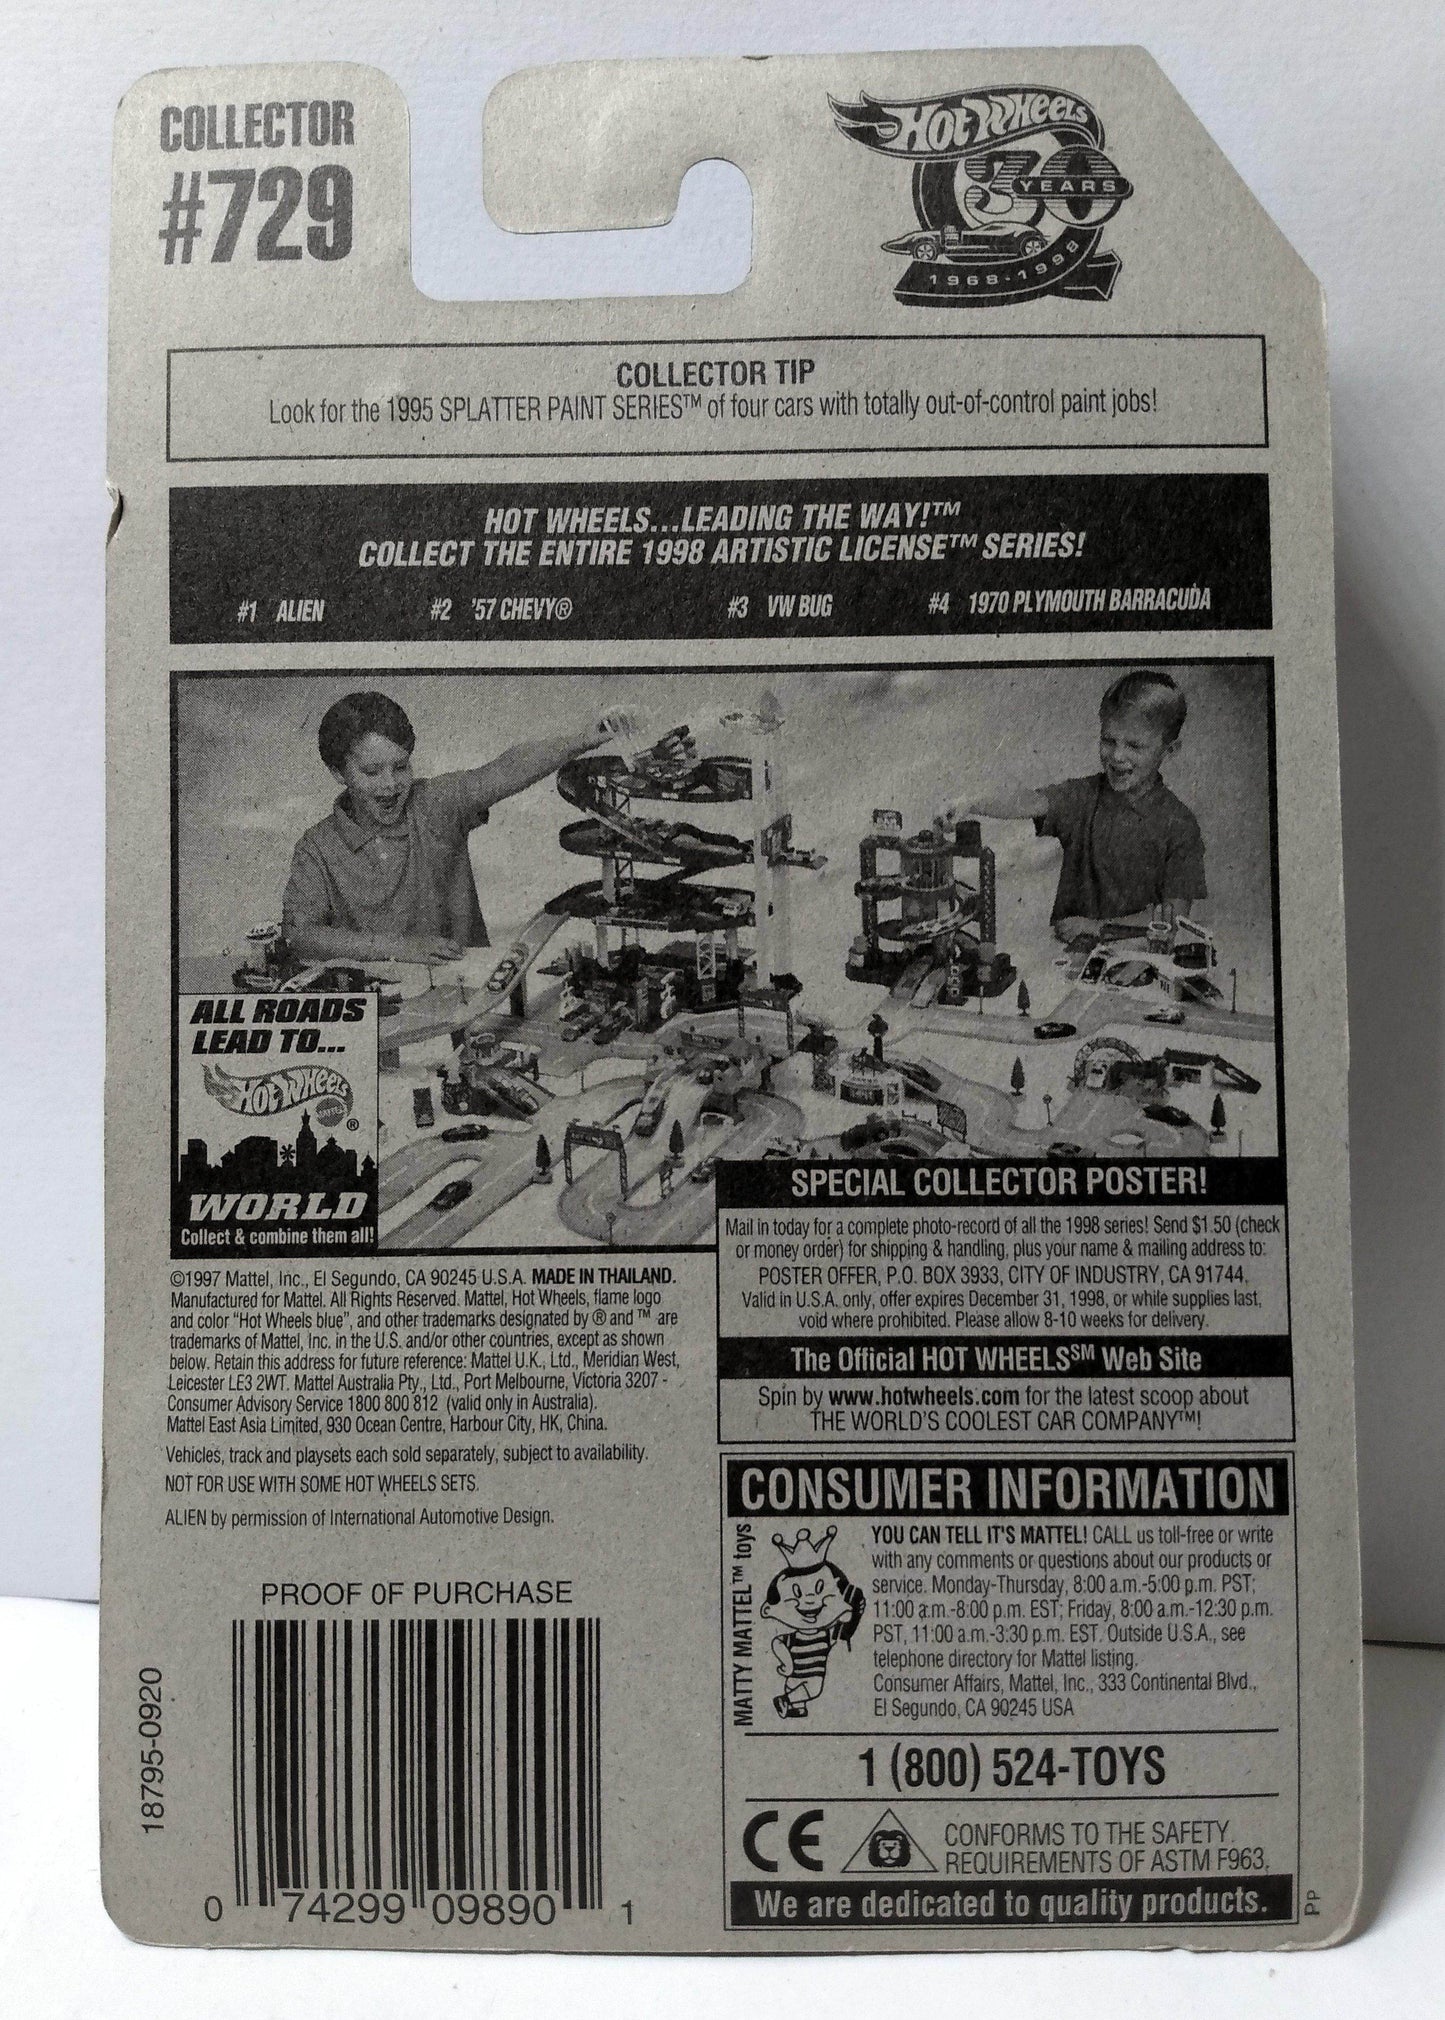 COLLECTOR
#729
Hot Wheels
30
YEARS
1968-1998
COLLECTOR TIP
Look for the 1995 SPLATTER PAINT SERIES™ of four cars with totally out-of-control paint jobs!
HOT WHEELS...LEADING THE WAY!™
COLLECT THE ENTIRE 1998 ARTISTIC LICENSE™ SERIES!
#1 ALIEN #2 '57 CHEVY® #3 VW BUG #4 1970 PLYMOUTH BARRACUDA
ALL ROADS
LEAD TO...
Hot Wheels
MATTEL
®
WORLD
Collect & combine them all!
SPECIAL COLLECTOR POSTER!
Mail in today for a complete photo-record of all the 1998 series! Send $1.50 (check
or money order) for shipping & handling, plus your name & mailing address to:
POSTER OFFER, P.O. BOX 3933, CITY OF INDUSTRY, CA 91744.
Valid in U.S.A. only, offer expires December 31, 1998, or while supplies last,
void where prohibited. Please allow 8-10 weeks for delivery.
The Official HOT WHEELS℠ Web Site
Spin by www.hotwheels.com for the latest scoop about
THE WORLD'S COOLEST CAR COMPANY™!
©1997 Mattel, Inc., El Segundo, CA 90245 U.S.A. MADE IN THAILAND.
Manufactured for Mattel. All Rights Reserved. Mattel, Hot Wheels, flame logo
and color "Hot Wheels blue", and other trademarks designated by ® and ™ are
trademarks of Mattel, Inc. in the U.S. and/or other countries, except as shown
below. Retain this address for future reference: Mattel U.K., Ltd., Meridian West,
Leicester LE3 2WT. Mattel Australia Pty., Ltd., Port Melbourne, Victoria 3207 -
Consumer Advisory Service 1800 800 812 (valid only in Australia).
Mattel East Asia Limited, 930 Ocean Centre, Harbour City, HK, China.
Vehicles, track and playsets each sold separately, subject to availability.
NOT FOR USE WITH SOME HOT WHEELS SETS.
ALIEN by permission of International Automotive Design.
PROOF OF PURCHASE
18795-0920
0 74299 09890 1
CONSUMER INFORMATION
MATTY MATTEL™ toys
YOU CAN TELL IT'S MATTEL! CALL us toll-free or write
with any comments or questions about our products or
service. Monday-Thursday, 8:00 a.m.-5:00 p.m. PST;
11:00 a.m.-8:00 p.m. EST; Friday, 8:00 a.m.-12:30 p.m.
PST, 11:00 a.m.-3:30 p.m. EST. Outside U.S.A., see
telephone directory for Mattel listing.
Consumer Affairs, Mattel, Inc., 333 Continental Blvd.,
El Segundo, CA 90245 USA
1 (800) 524-TOYS
CE
CONFORMS TO THE SAFETY
REQUIREMENTS OF ASTM F963.
We are dedicated to quality products.
PP